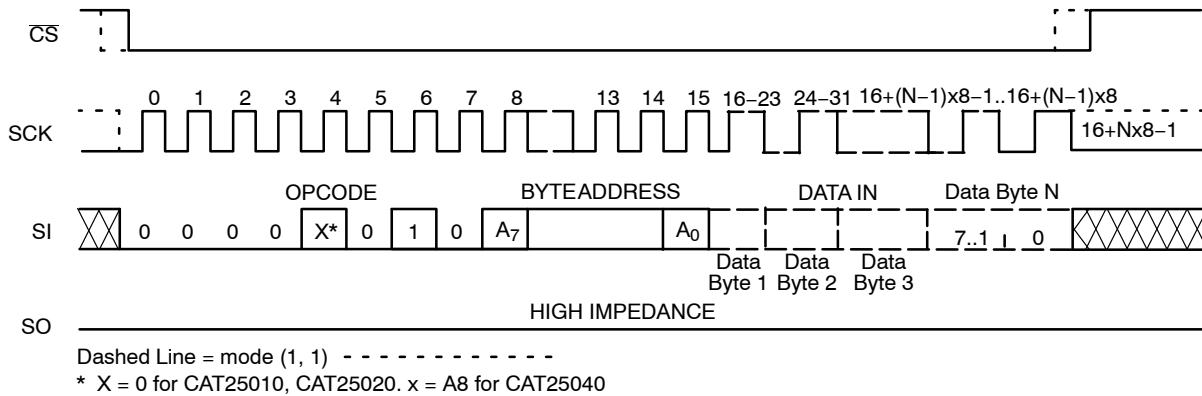 CS
0 1 2 3 4 5 6 7 8 13 14 15 16–23 24–31 16+(N–1)x8–1..16+(N–1)x8
SCK
16+Nx8–1
OPCODE BYTEADDRESS DATA IN Data Byte N
SI 0 0 0 0 X* 0 1 0 A7 A0 7..1 0
Data Byte 1 Data Byte 2 Data Byte 3
HIGH IMPEDANCE
SO
Dashed Line = mode (1, 1)
* X = 0 for CAT25010, CAT25020. x = A8 for CAT25040